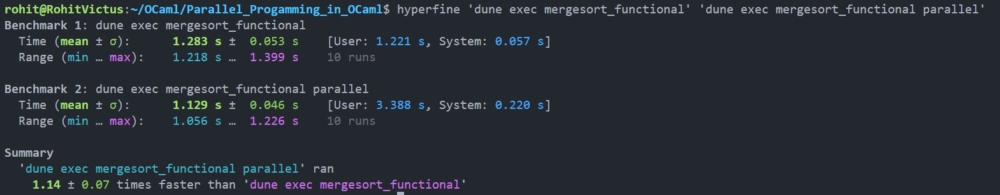 rohit@RohitVictus:~/OCaml/Parallel_Progamming_in_OCaml$ hyperfine 'dune exec mergesort_functional' 'dune exec mergesort_functional parallel'
Benchmark 1: dune exec mergesort_functional
  Time (mean ± σ):      1.283 s ±  0.053 s    [User: 1.221 s, System: 0.057 s]
  Range (min … max):    1.218 s …  1.399 s    10 runs

Benchmark 2: dune exec mergesort_functional parallel
  Time (mean ± σ):      1.129 s ±  0.046 s    [User: 3.388 s, System: 0.220 s]
  Range (min … max):    1.056 s …  1.226 s    10 runs

Summary
  'dune exec mergesort_functional parallel' ran
    1.14 ± 0.07 times faster than 'dune exec mergesort_functional'